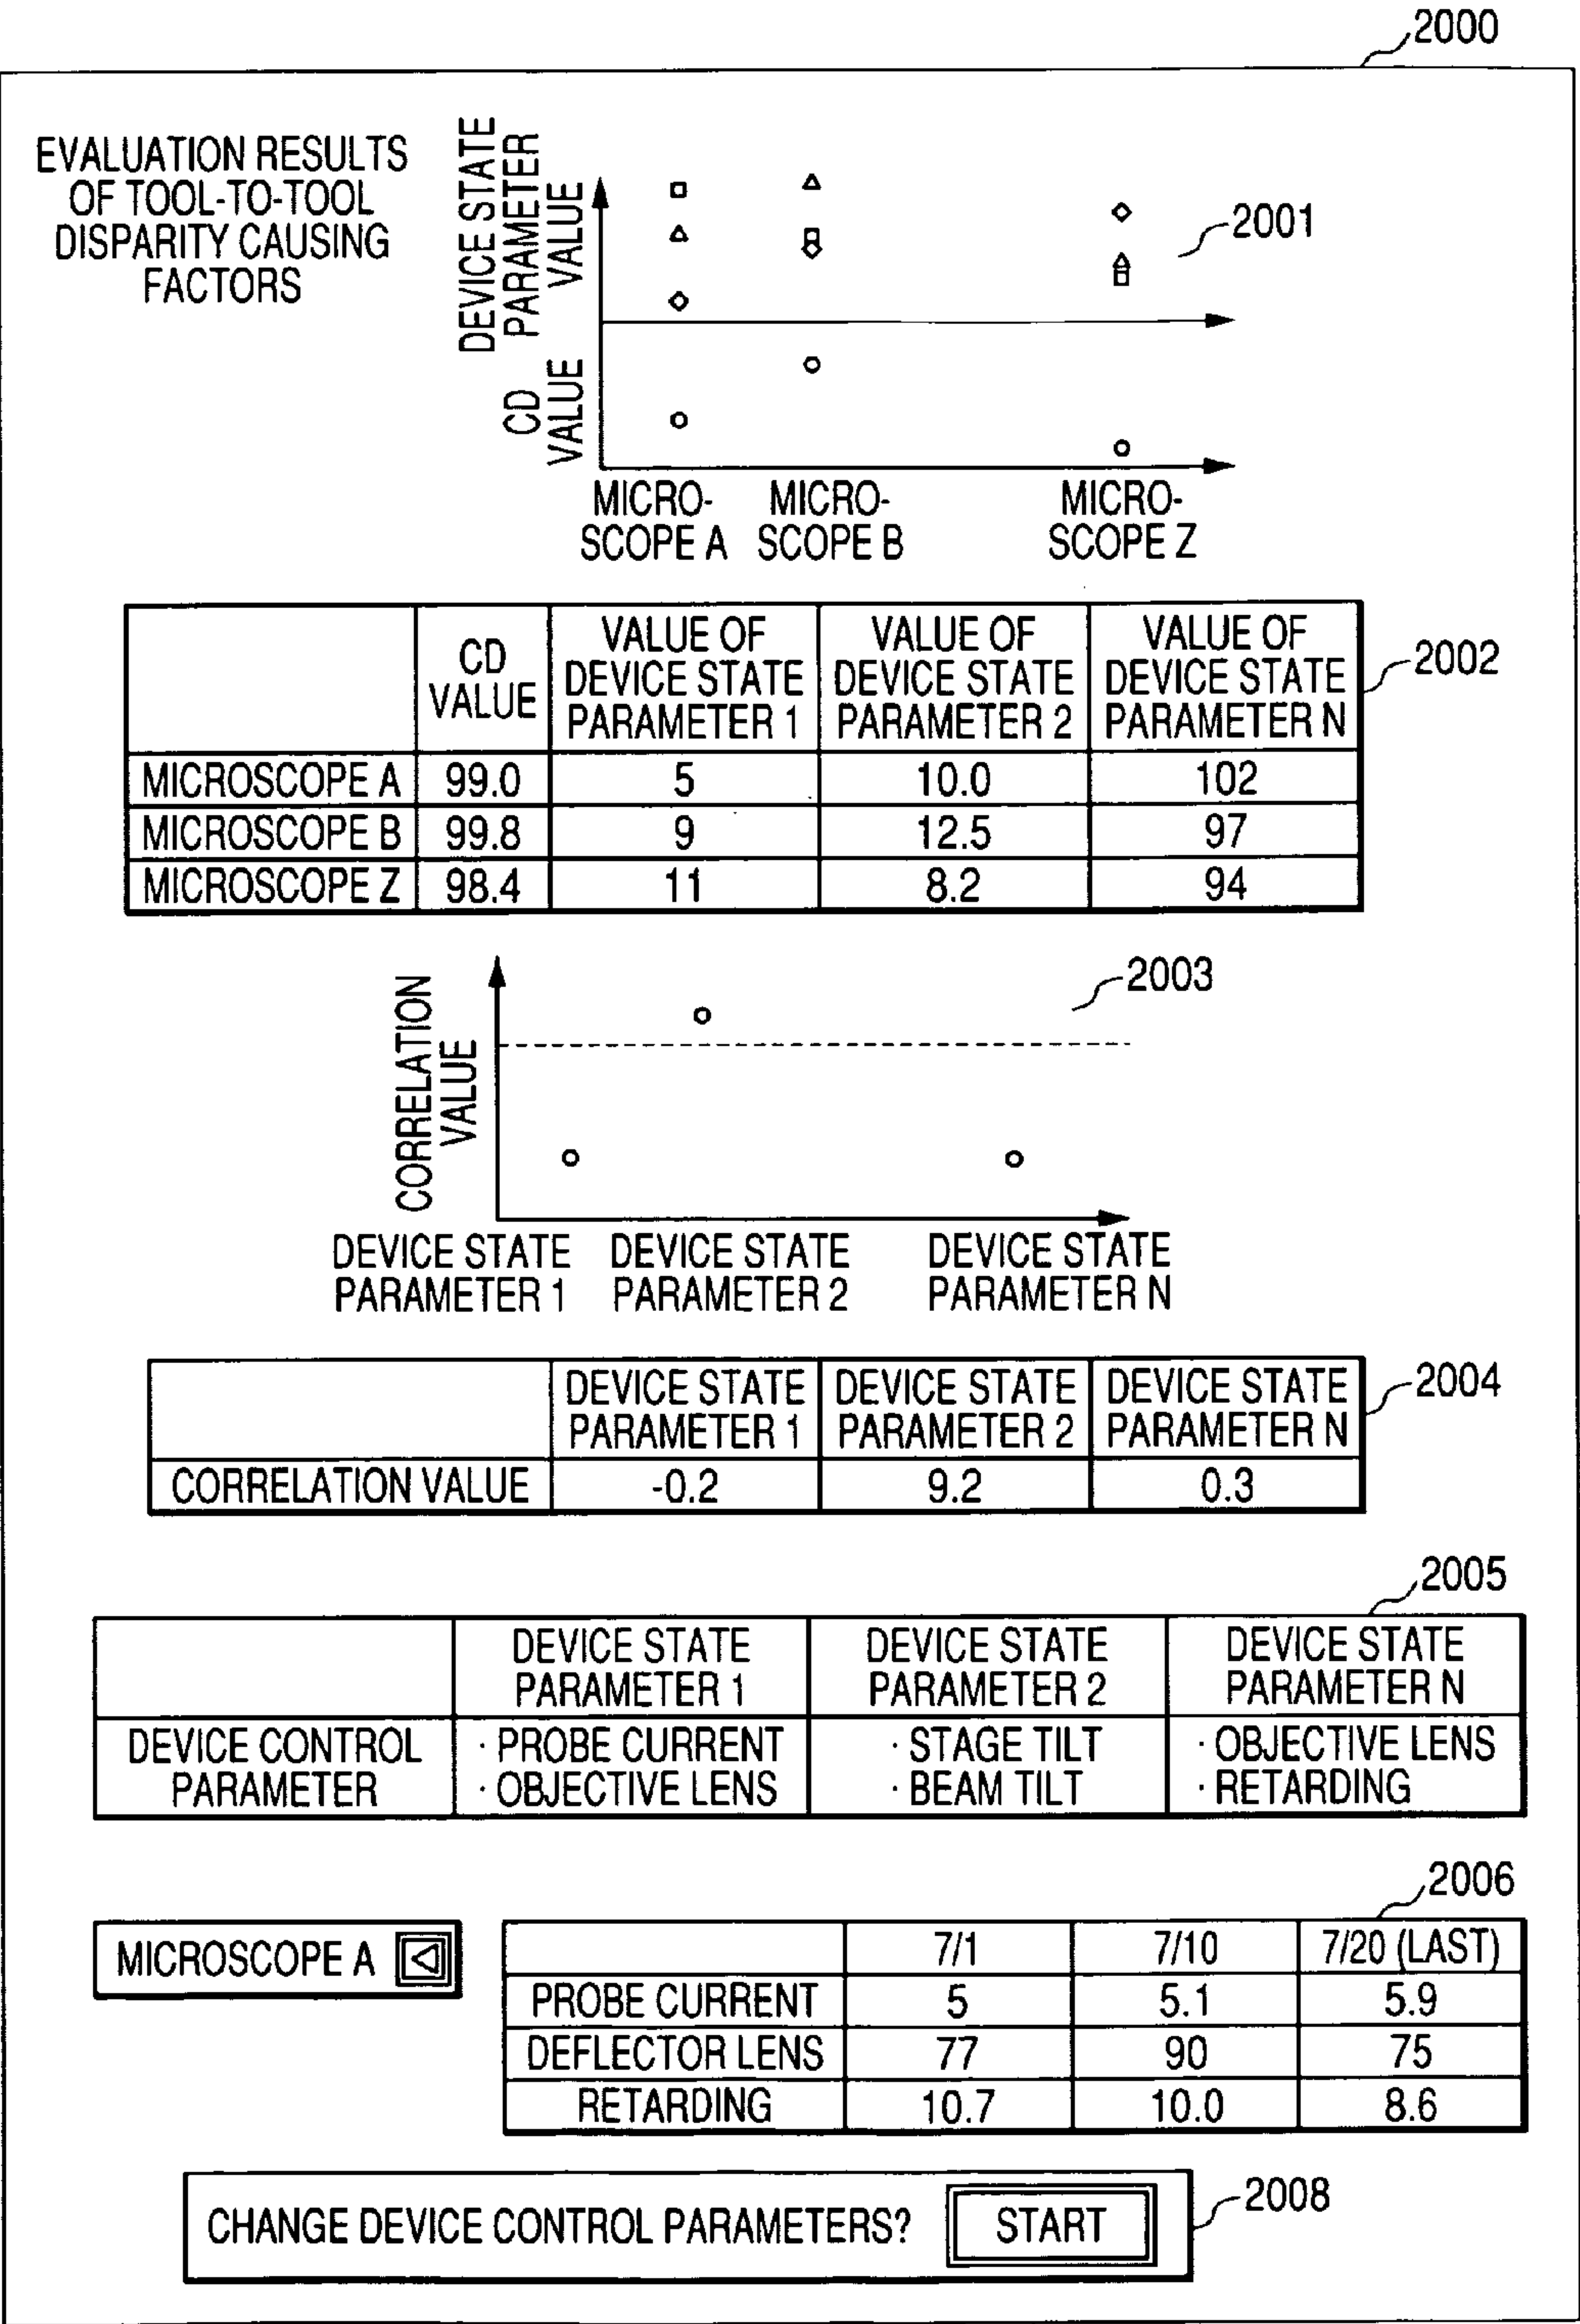 2000
EVALUATION RESULTS
OF TOOL-TO-TOOL
DISPARITY CAUSING
FACTORS
DEVICE STATE
PARAMETER
VALUE
CD
VALUE
2001
MICRO-
SCOPE A
MICRO-
SCOPE B
MICRO-
SCOPE Z
2002
CD
VALUE
VALUE OF
DEVICE STATE
PARAMETER 1
VALUE OF
DEVICE STATE
PARAMETER 2
VALUE OF
DEVICE STATE
PARAMETER N
MICROSCOPE A 99.0 5 10.0 102
MICROSCOPE B 99.8 9 12.5 97
MICROSCOPE Z 98.4 11 8.2 94
2003
CORRELATION
VALUE
DEVICE STATE
PARAMETER 1
DEVICE STATE
PARAMETER 2
DEVICE STATE
PARAMETER N
2004
DEVICE STATE
PARAMETER 1
DEVICE STATE
PARAMETER 2
DEVICE STATE
PARAMETER N
CORRELATION VALUE -0.2 9.2 0.3
2005
DEVICE STATE
PARAMETER 1
DEVICE STATE
PARAMETER 2
DEVICE STATE
PARAMETER N
DEVICE CONTROL
PARAMETER
· PROBE CURRENT
· OBJECTIVE LENS
· STAGE TILT
· BEAM TILT
· OBJECTIVE LENS
· RETARDING
2006
MICROSCOPE A
7/1 7/10 7/20 (LAST)
PROBE CURRENT 5 5.1 5.9
DEFLECTOR LENS 77 90 75
RETARDING 10.7 10.0 8.6
CHANGE DEVICE CONTROL PARAMETERS? START
2008